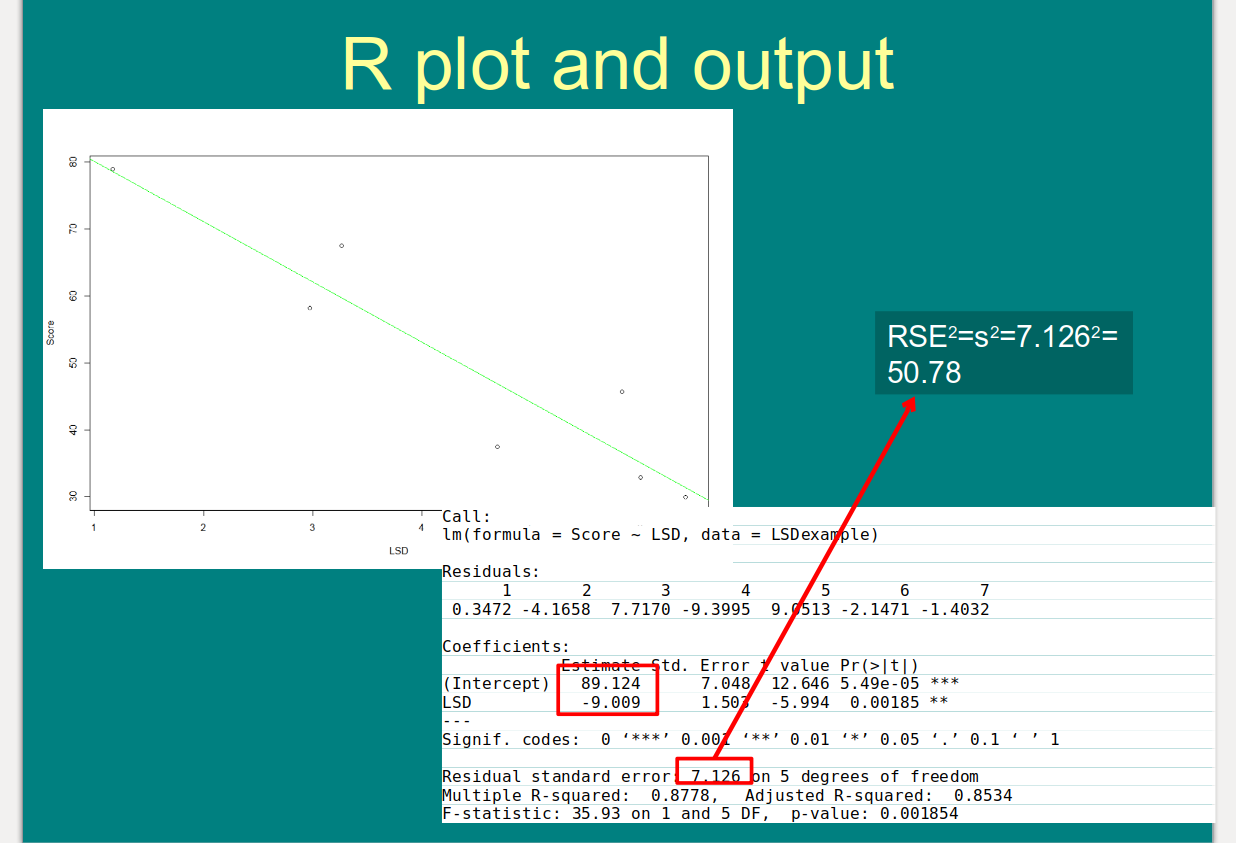 R plot and output
80
70
60
50
40
30
Score
1
2
3
4
LSD
RSE²=s²=7.126²=
50.78
Call:
lm(formula = Score ~ LSD, data = LSDexample)
Residuals:
1 2 3 4 5 6 7
0.3472 -4.1658 7.7170 -9.3995 9.0513 -2.1471 -1.4032
Coefficients:
Estimate Std. Error t value Pr(>|t|)
(Intercept) 89.124 7.048 12.646 5.49e-05 ***
LSD -9.009 1.503 -5.994 0.00185 **
---
Signif. codes: 0 ‘***’ 0.001 ‘**’ 0.01 ‘*’ 0.05 ‘.’ 0.1 ‘ ’ 1
Residual standard error: 7.126 on 5 degrees of freedom
Multiple R-squared: 0.8778, Adjusted R-squared: 0.8534
F-statistic: 35.93 on 1 and 5 DF, p-value: 0.001854